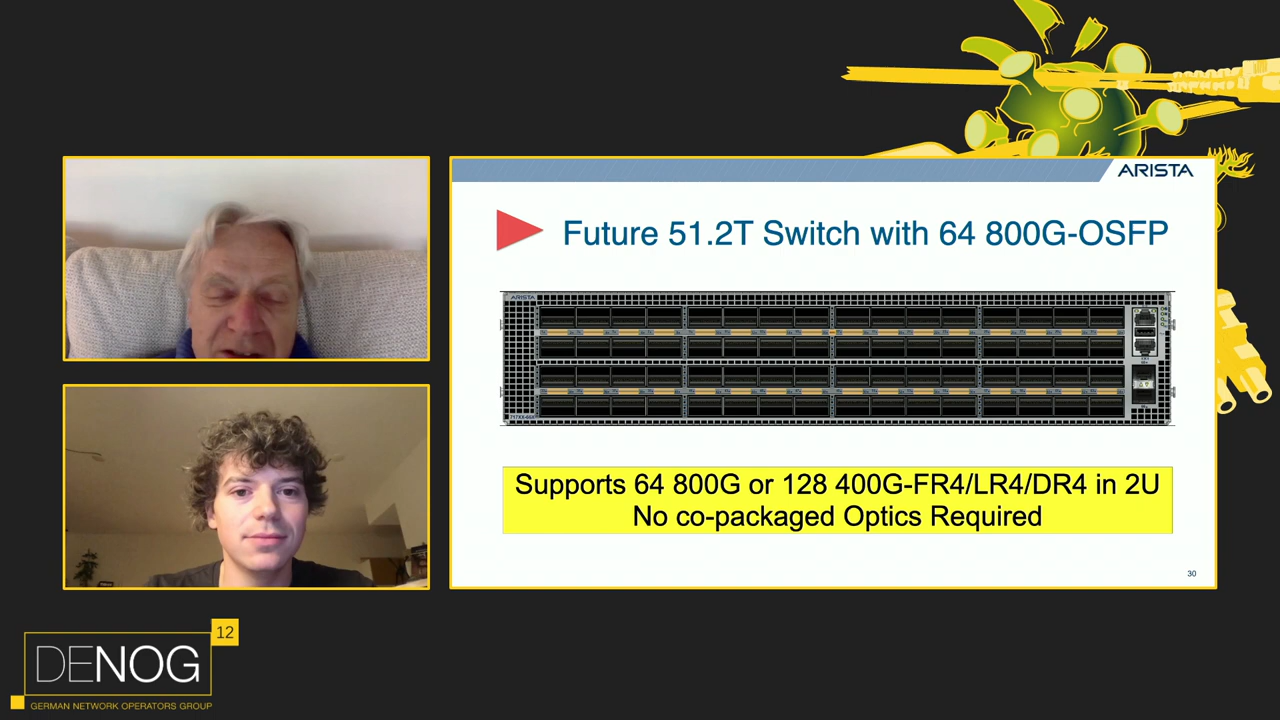 ARISTA
Future 51.2T Switch with 64 800G-OSFP
ARISTA
Supports 64 800G or 128 400G-FR4/LR4/DR4 in 2U
No co-packaged Optics Required
30
12
DENOG
GERMAN NETWORK OPERATORS GROUP